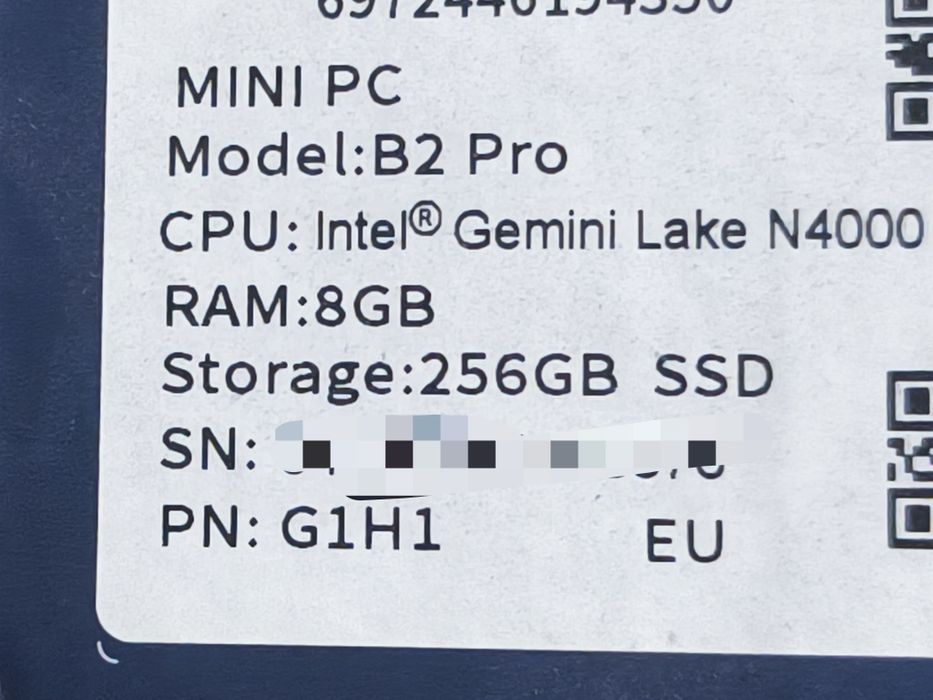 MINI PC
Model:B2 Pro
CPU: Intel® Gemini Lake N4000
RAM:8GB
Storage:256GB SSD
SN:
PN: G1H1 EU